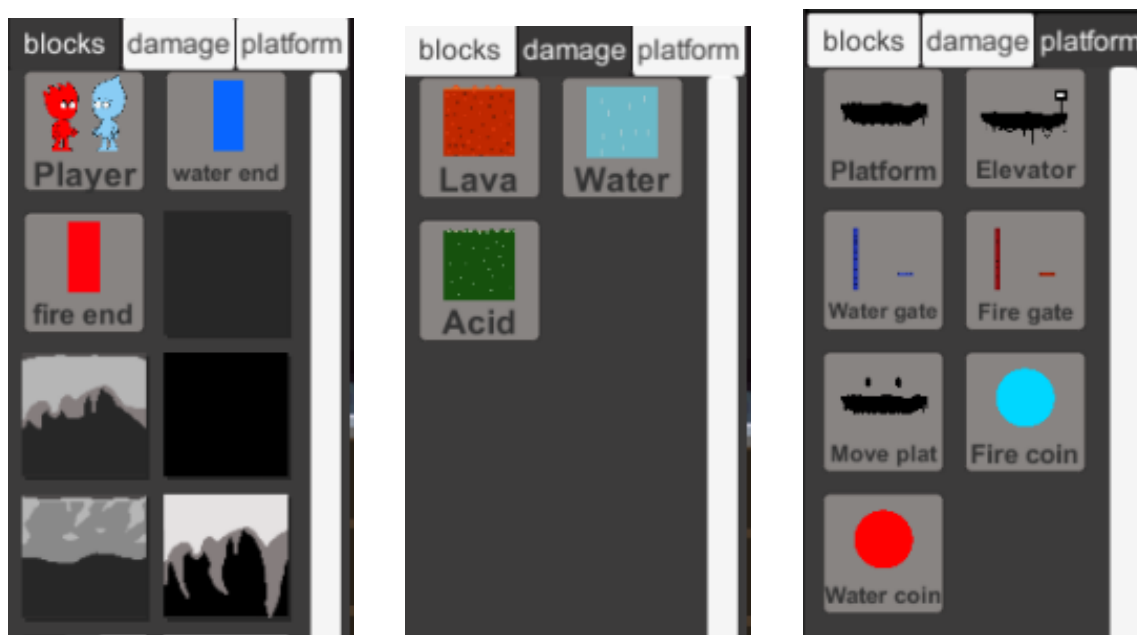 blocks damage platform
Player water end
fire end
blocks damage platform
Lava Water
Acid
blocks damage platform
Platform Elevator
Water gate Fire gate
Move plat Fire coin
Water coin